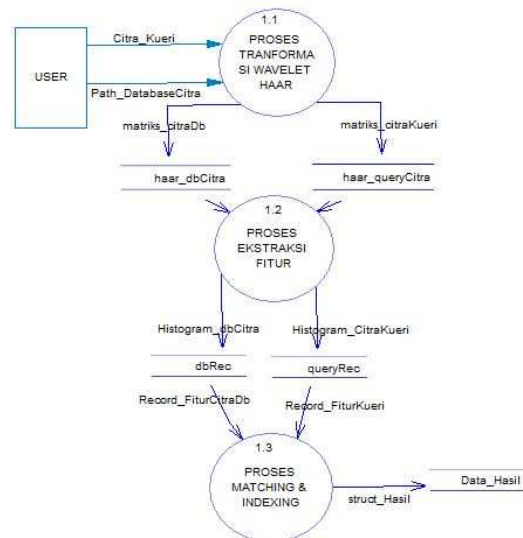 1.1
Citra_Kueri
PROSES
TRANFORMA
SI WAVELET
HAAR
USER
Path_DatabaseCitra
matriks_citraDb
matriks_citraKueri
haar_dbCitra
haar_queryCitra
1.2
PROSES
EKSTRAKSI
FITUR
Histogram_dbCitra
Histogram_CitraKueri
dbRec
queryRec
Record_FiturCitraDb
Record_FiturKueri
1.3
PROSES
MATCHING &
INDEXING
struct_Hasil
Data_Hasil